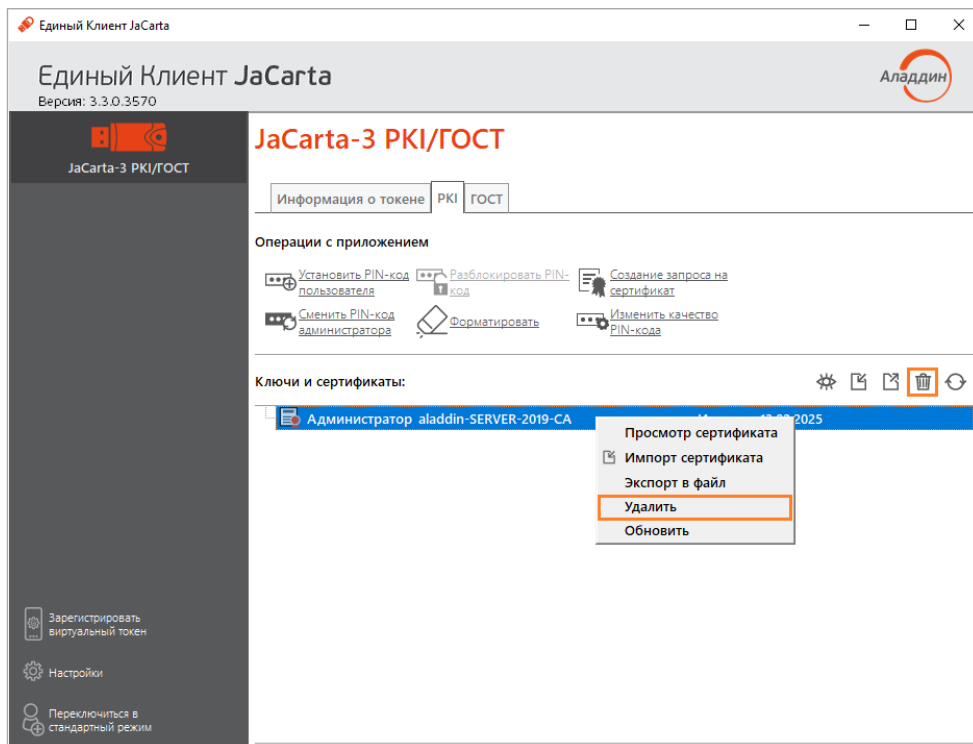 Единый Клиент JaCarta
Единый Клиент JaCarta
Версия: 3.3.0.3570
Аладдин
JaCarta-3 PKI/ГОСТ
JaCarta-3 PKI/ГОСТ
Информация о токене PKI ГОСТ
Операции с приложением
Установить PIN-код
пользователя
Разблокировать PIN-
код
Создание запроса на
сертификат
Сменить PIN-код
администратора
Форматировать
Изменить качество
PIN-кода
Ключи и сертификаты:
Администратор aladdin-SERVER-2019-CA 2025
Просмотр сертификата
Импорт сертификата
Экспорт в файл
Удалить
Обновить
Зарегистрировать
виртуальный токен
Настройки
Переключиться в
стандартный режим